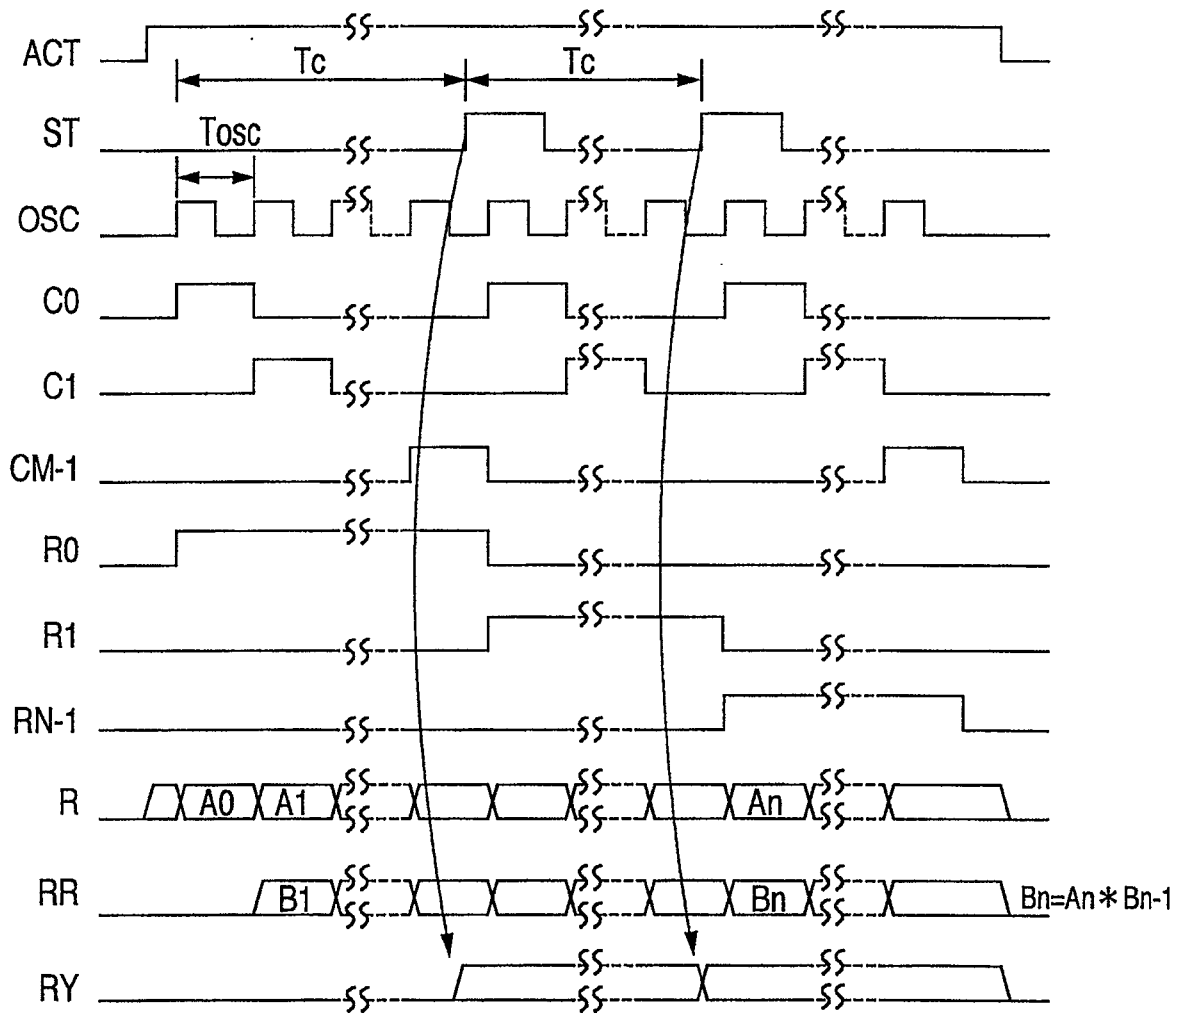 ACT
Tc Tc
ST
Tosc
OSC
C0
C1
CM-1
R0
R1
RN-1
R A0 A1 An
RR B1 Bn Bn=An*Bn-1
RY